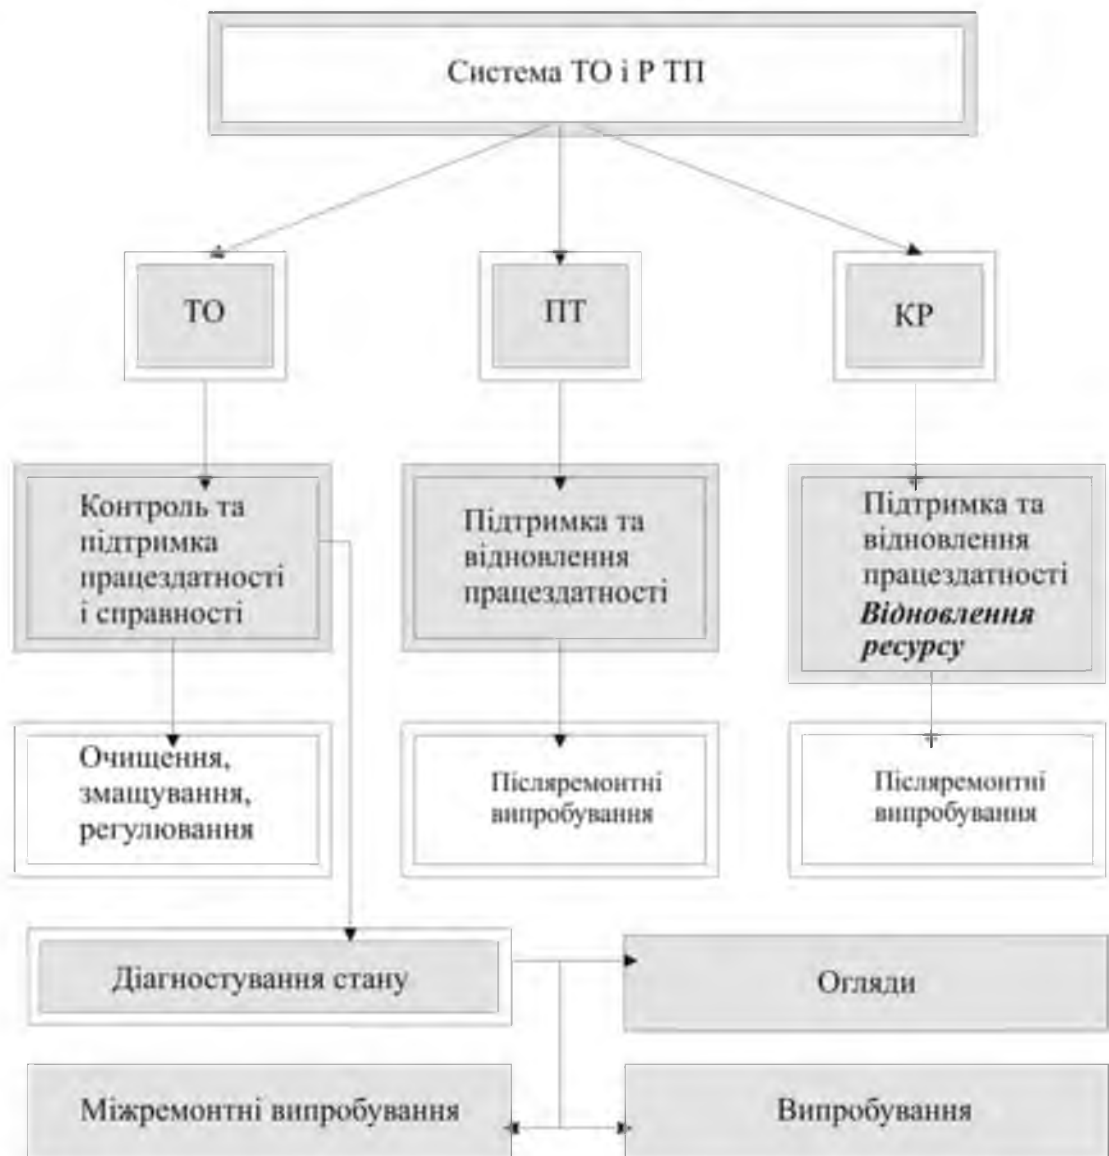 Система ТО і Р ТП
ТО
ПТ
КР
Контроль та
підтримка
працездатності
і справності
Підтримка та
відновлення
працездатності
Підтримка та
відновлення
працездатності
Відновлення
ресурсу
Очищення,
змащування,
регулювання
Післяремонтні
випробування
Післяремонтні
випробування
Діагностування стану
Огляди
Міжремонтні випробування
Випробування